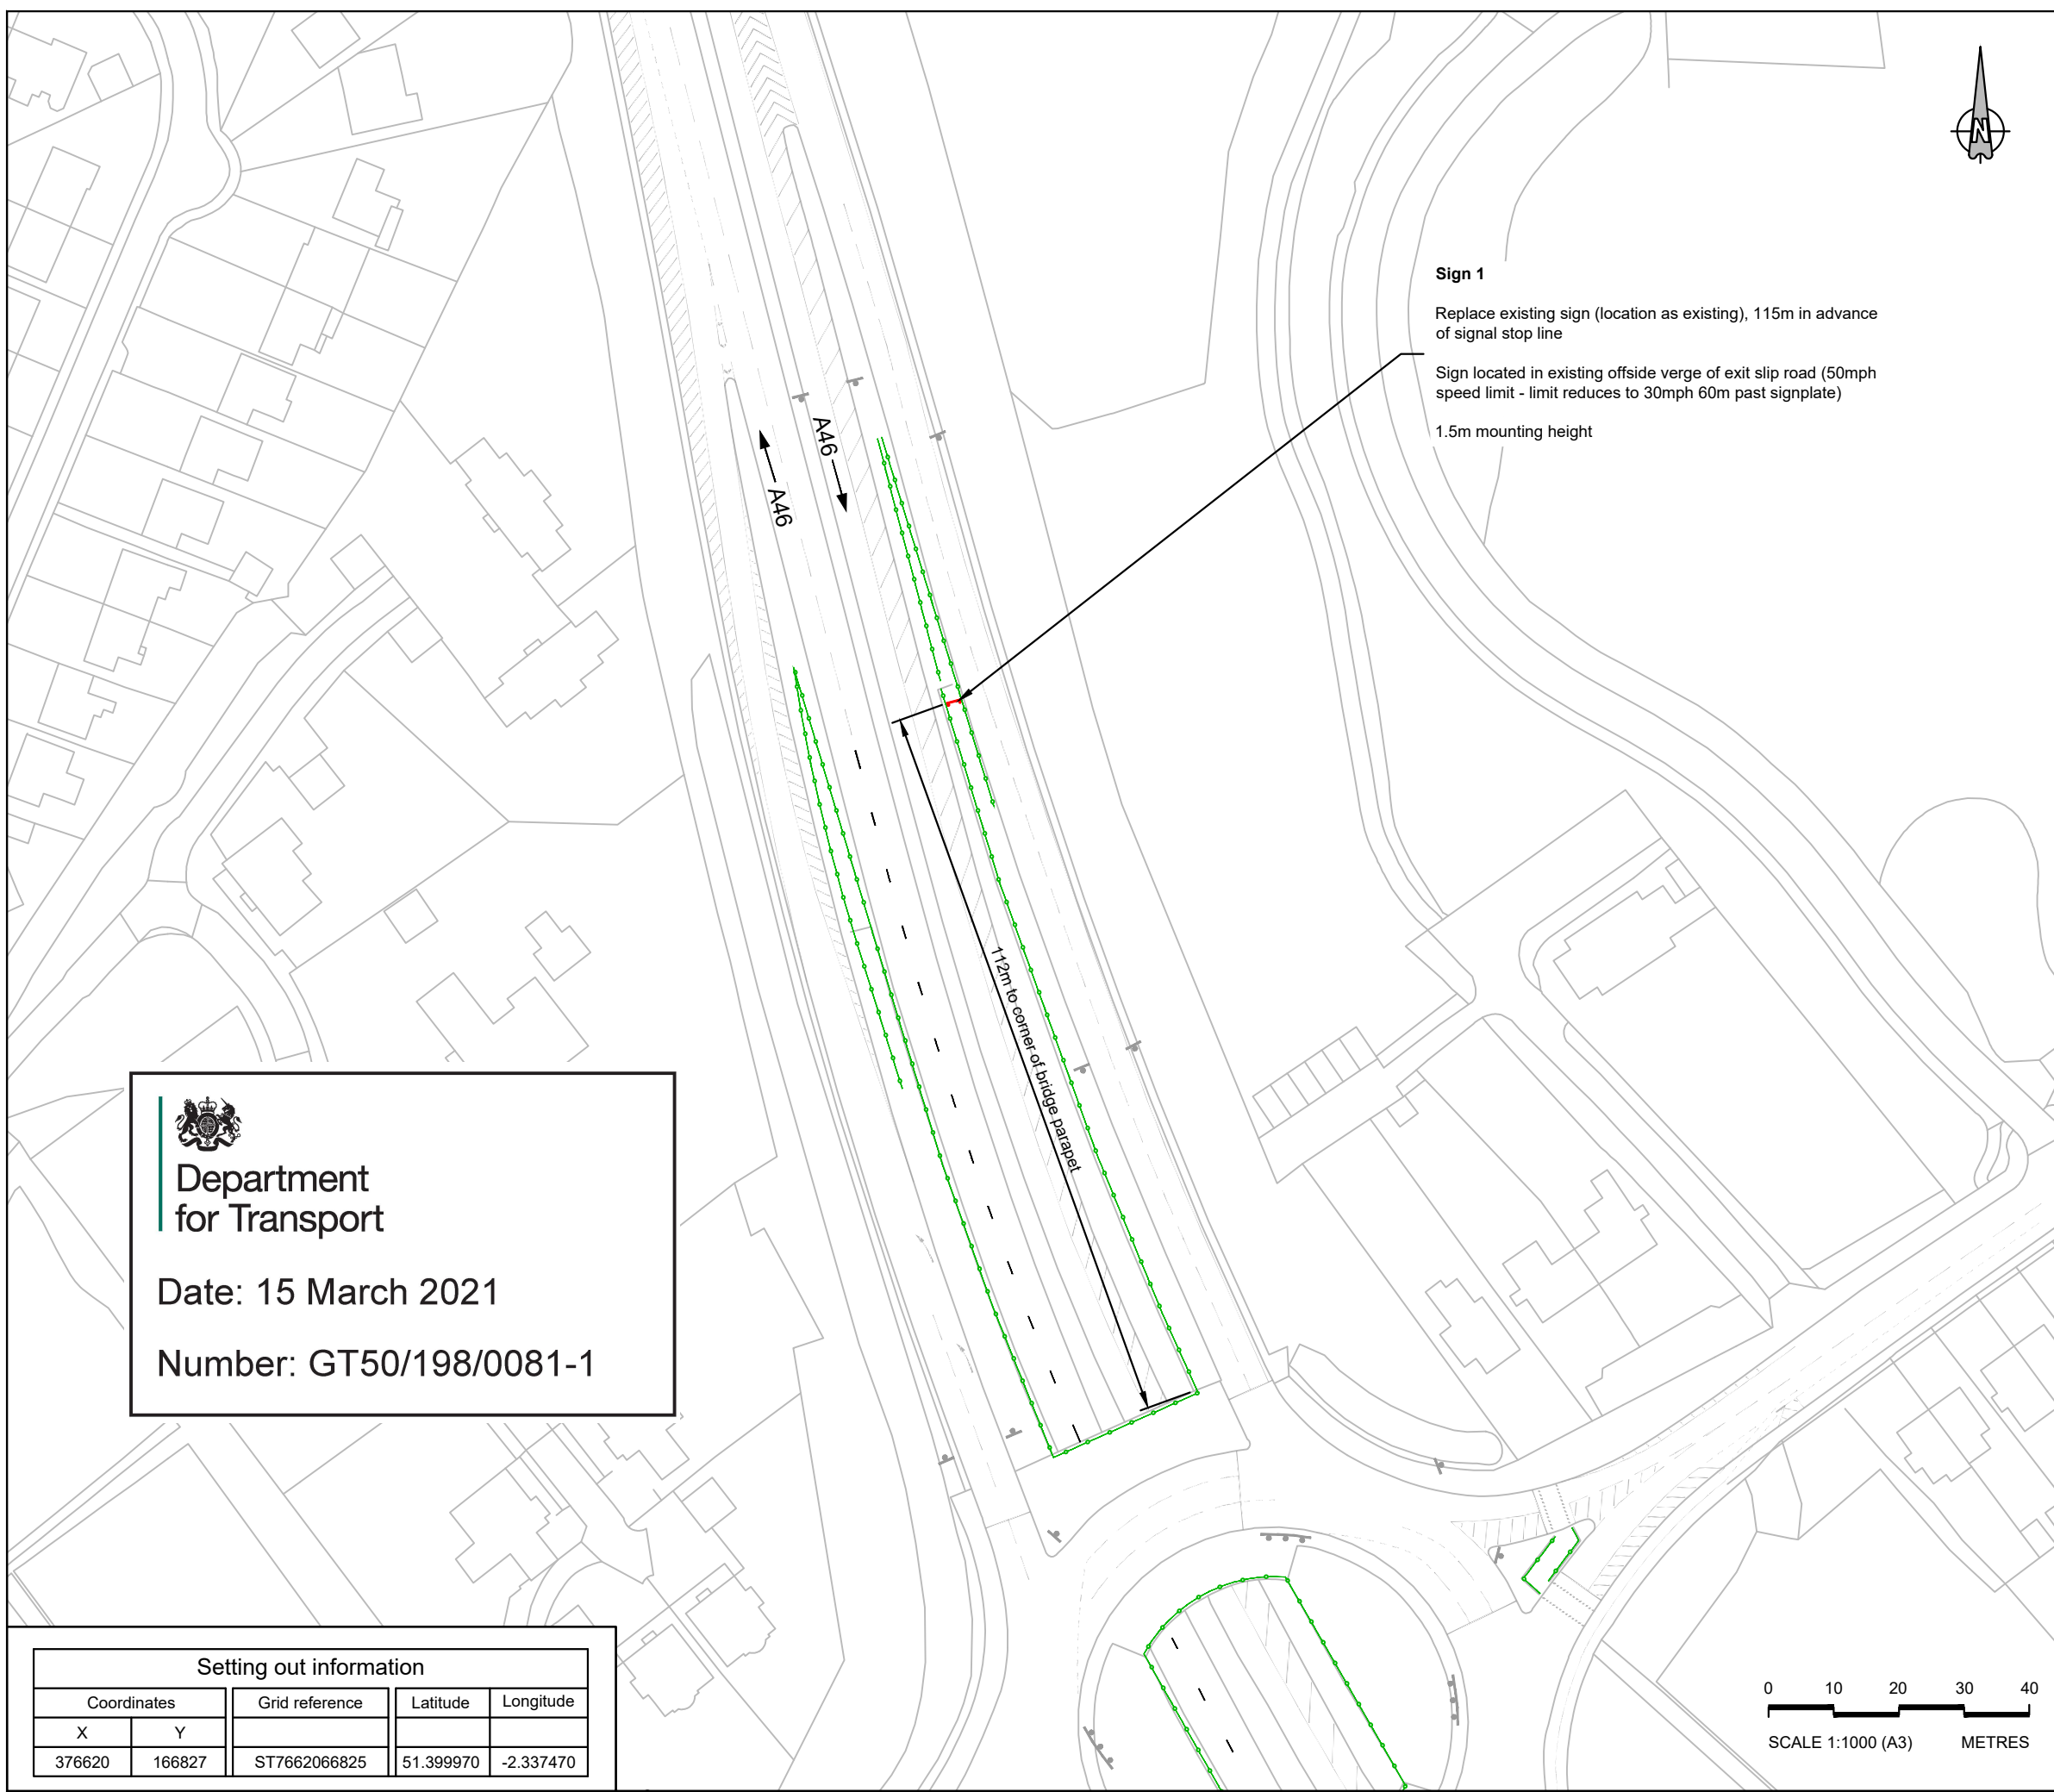 N
Sign 1
Replace existing sign (location as existing), 115m in advance
of signal stop line
Sign located in existing offside verge of exit slip road (50mph
speed limit - limit reduces to 30mph 60m past signplate)
1.5m mounting height
A46
A46
112m to corner of bridge parapet
Department
for Transport
Date: 15 March 2021
Number: GT50/198/0081-1
Setting out information
Coordinates Grid reference Latitude Longitude
X Y
376620 166827 ST7662066825 51.399970 -2.337470
0 10 20 30 40
SCALE 1:1000 (A3) METRES